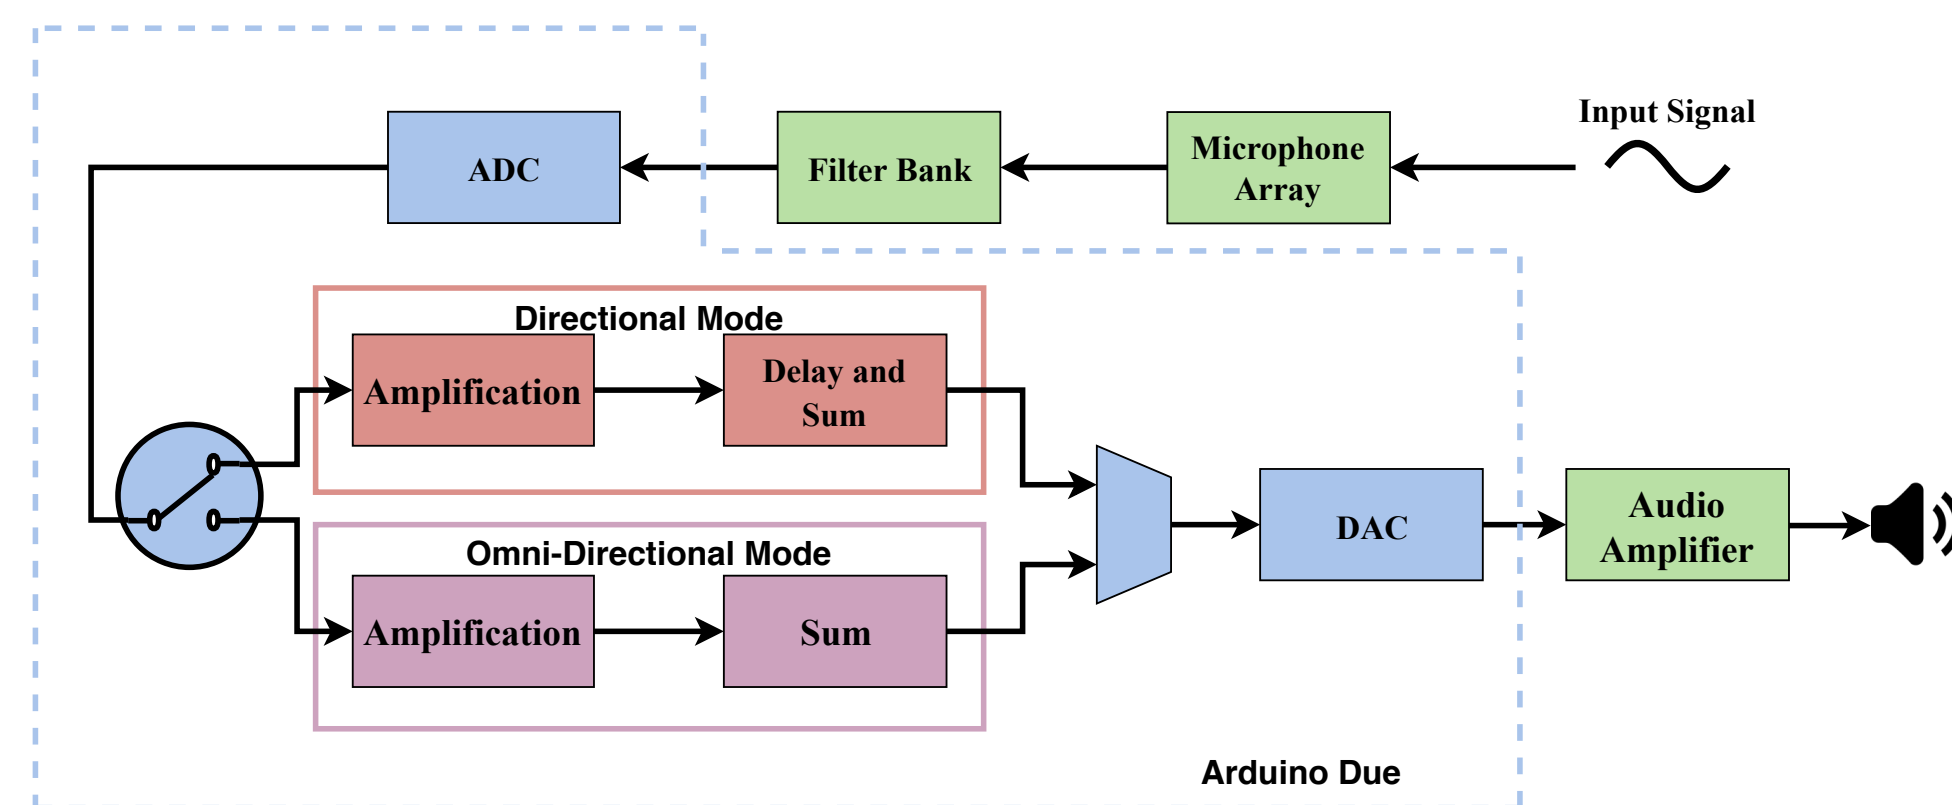 Input Signal
ADC
Filter Bank
Microphone
Array
Directional Mode
Amplification
Delay and
Sum
Omni-Directional Mode
Amplification
Sum
DAC
Audio
Amplifier
Arduino Due